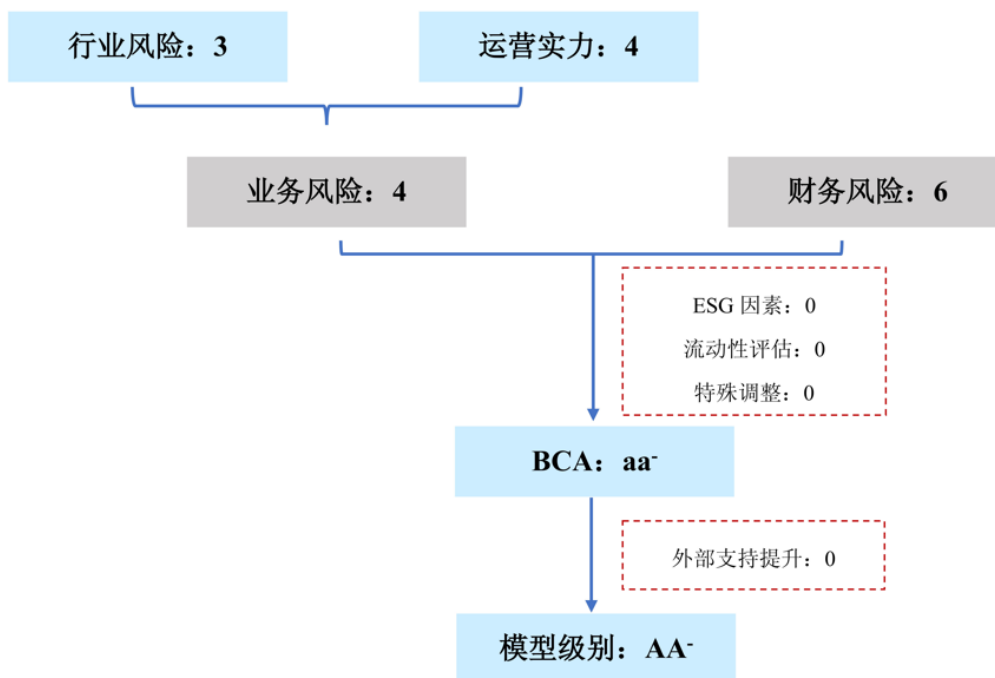 行业风险：3
运营实力：4
业务风险：4
财务风险：6
ESG 因素：0
流动性评估：0
特殊调整：0
BCA：aa-
外部支持提升：0
模型级别：AA-